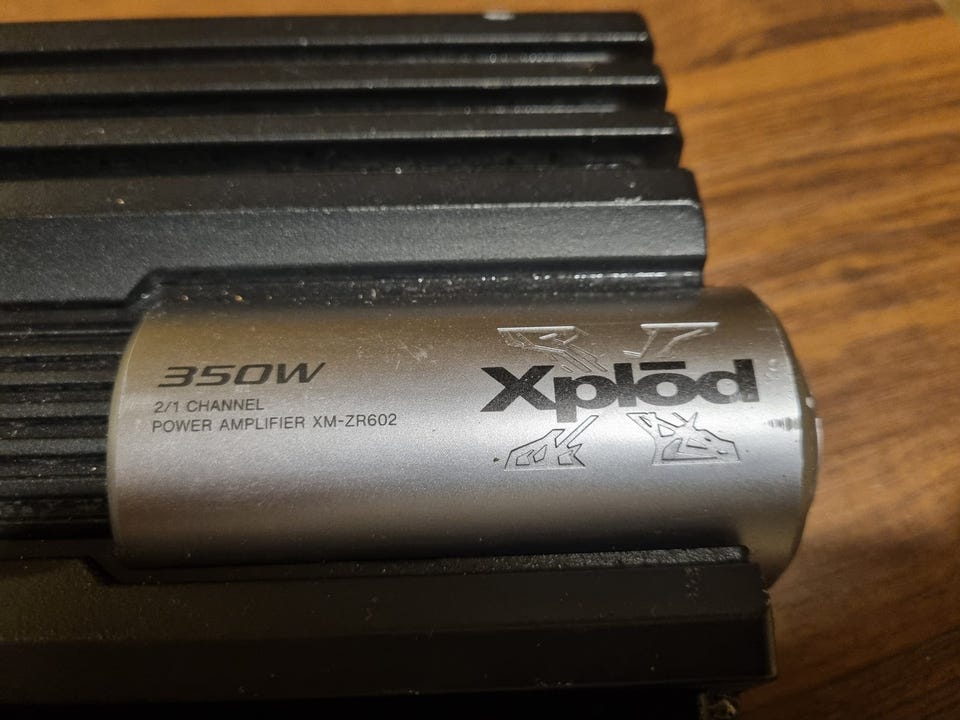 350W
2/1 CHANNEL
POWER AMPLIFIER XM-ZR602
Xplōd